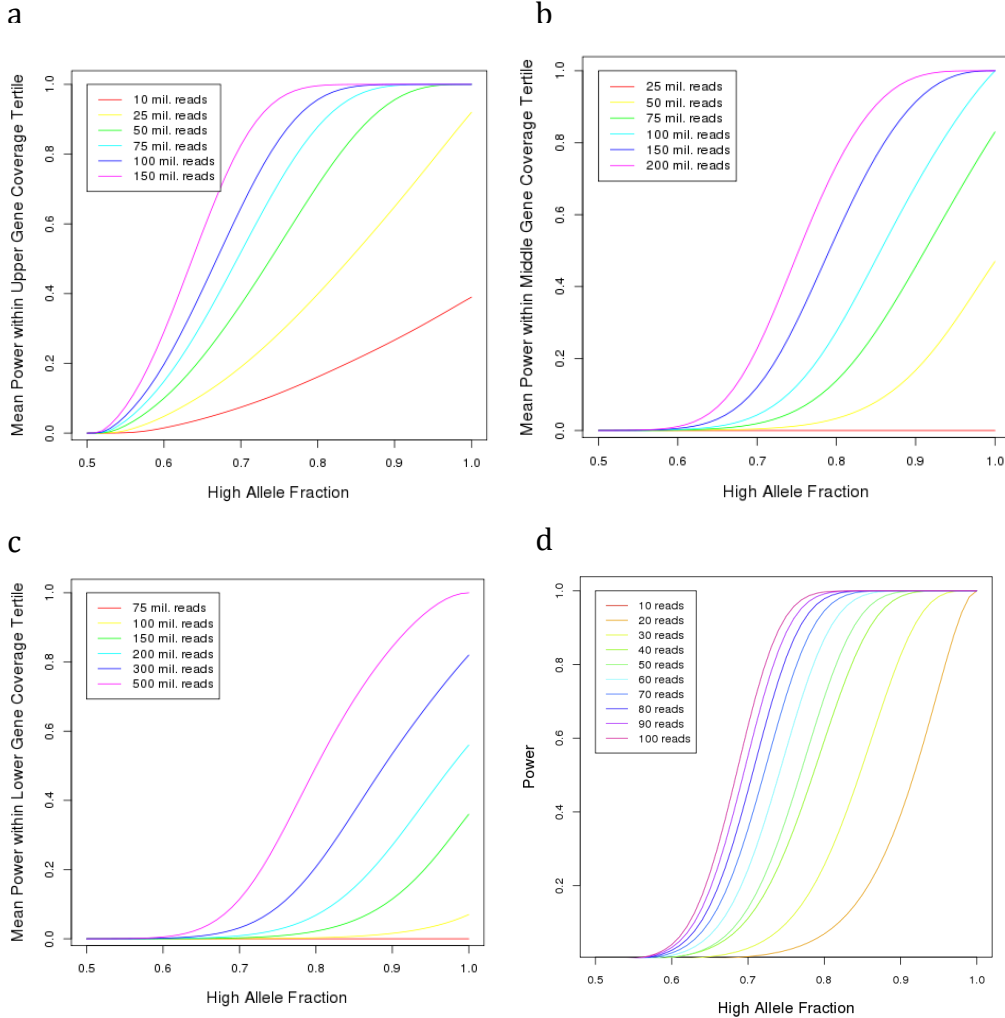 a
Mean Power within Upper Gene Coverage Tertile
1.0
0.8
0.6
0.4
0.2
0.0
10 mil. reads
25 mil. reads
50 mil. reads
75 mil. reads
100 mil. reads
150 mil. reads
0.5
0.6
0.7
0.8
0.9
1.0
High Allele Fraction
b
Mean Power within Middle Gene Coverage Tertile
1.0
0.8
0.6
0.4
0.2
0.0
25 mil. reads
50 mil. reads
75 mil. reads
100 mil. reads
150 mil. reads
200 mil. reads
0.5
0.6
0.7
0.8
0.9
1.0
High Allele Fraction
c
Mean Power within Lower Gene Coverage Tertile
1.0
0.8
0.6
0.4
0.2
0.0
75 mil. reads
100 mil. reads
150 mil. reads
200 mil. reads
300 mil. reads
500 mil. reads
0.5
0.6
0.7
0.8
0.9
1.0
High Allele Fraction
d
Power
1.0
0.8
0.6
0.4
0.2
10 reads
20 reads
30 reads
40 reads
50 reads
60 reads
70 reads
80 reads
90 reads
100 reads
0.5
0.6
0.7
0.8
0.9
1.0
High Allele Fraction